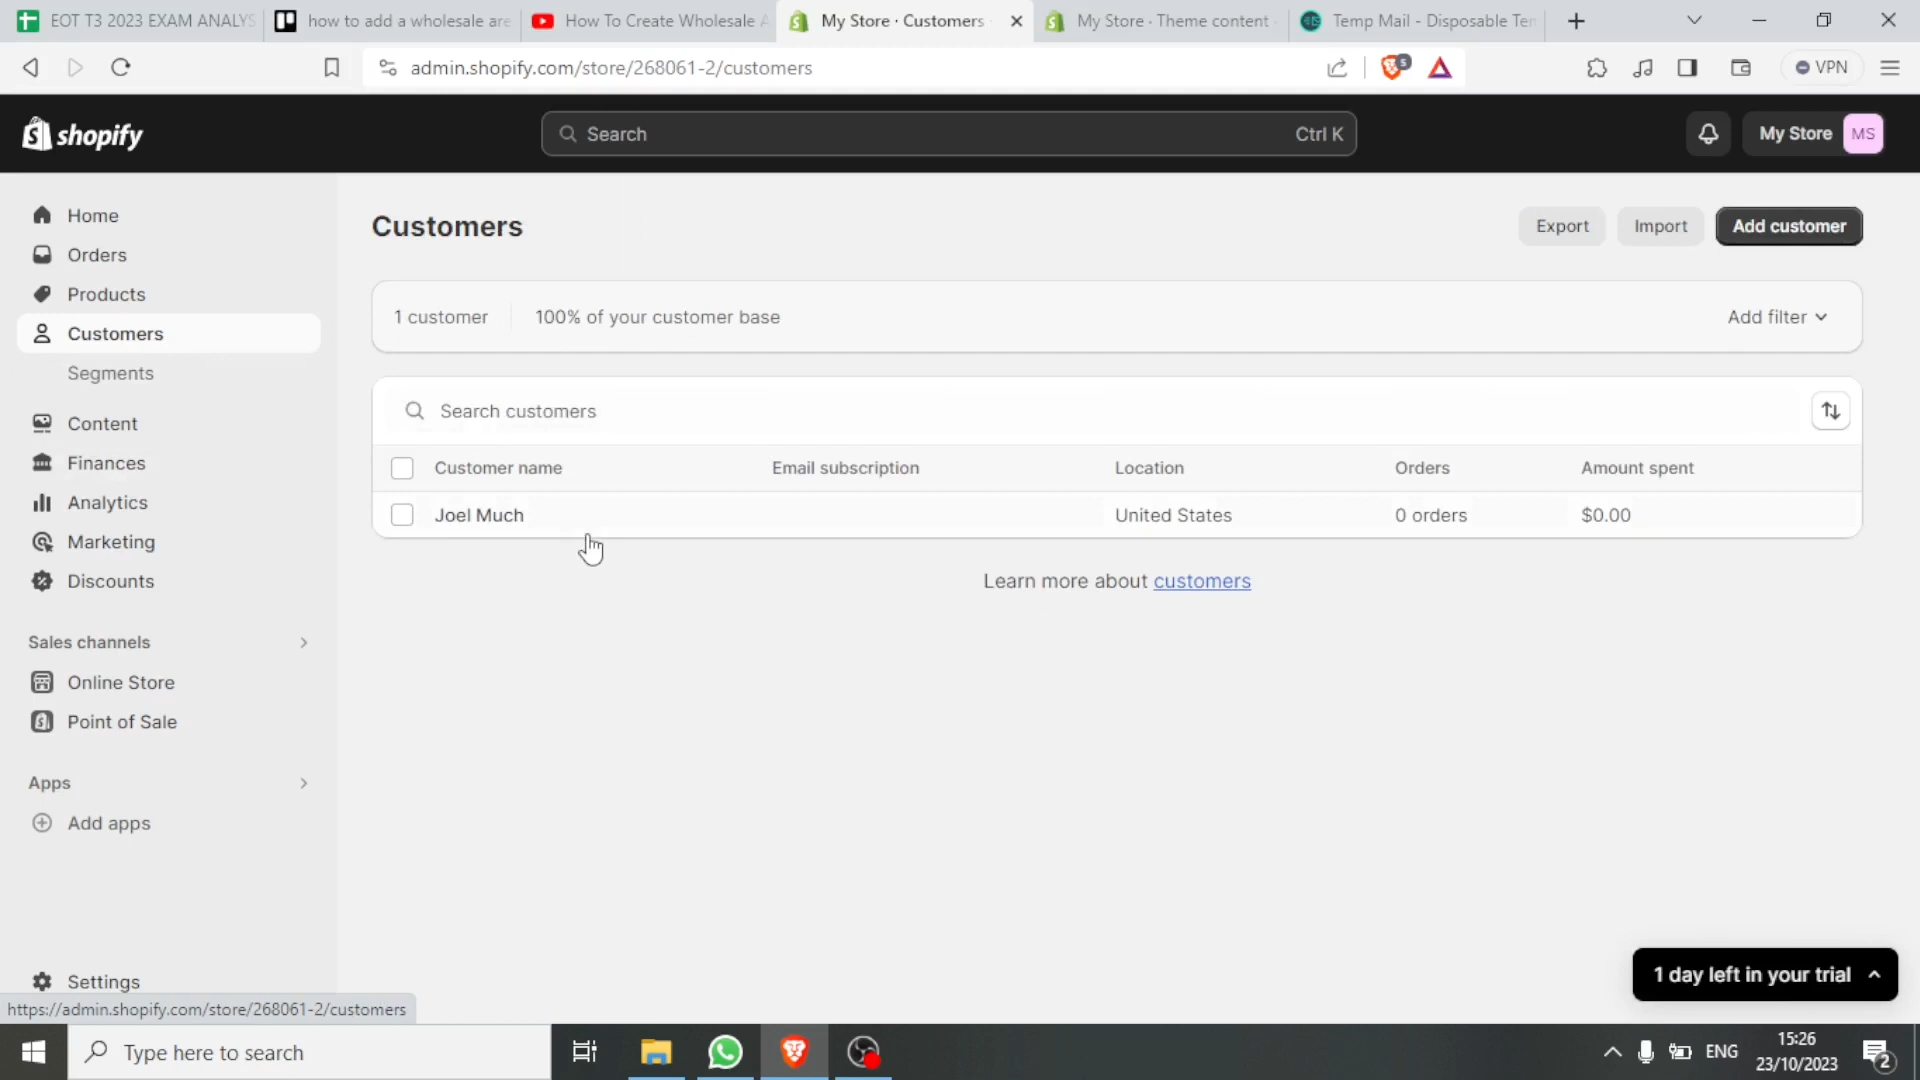 EOT T3 2023 EXAM ANALYS
how to add a wholesale are
How To Create Wholesale A
My Store · Customers
My Store · Theme content
Temp Mail - Disposable Ten
admin.shopify.com/store/268061-2/customers
5
VPN
shopify
Search
Ctrl K
My Store
MS
Home
Orders
Products
Customers
Segments
Content
Finances
Analytics
Marketing
Discounts
Sales channels
Online Store
Point of Sale
Apps
Add apps
Settings
Customers
Export
Import
Add customer
1 customer
100% of your customer base
Add filter
Search customers
Customer name
Email subscription
Location
Orders
Amount spent
Joel Much
United States
0 orders
$0.00
Learn more about customers
1 day left in your trial
https://admin.shopify.com/store/268061-2/customers
Type here to search
ENG
15:26
23/10/2023
2